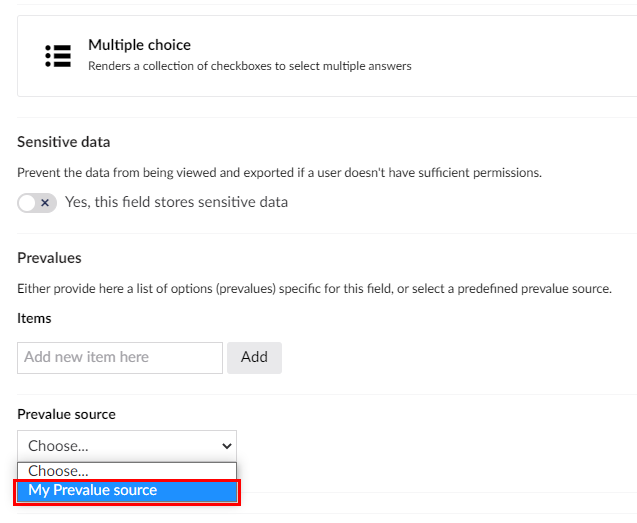 Multiple choice
Renders a collection of checkboxes to select multiple answers
Sensitive data
Prevent the data from being viewed and exported if a user doesn't have sufficient permissions.
Yes, this field stores sensitive data
Prevalues
Either provide here a list of options (prevalues) specific for this field, or select a predefined prevalue source.
Items
Add new item here Add
Prevalue source
Choose...
Choose...
My Prevalue source